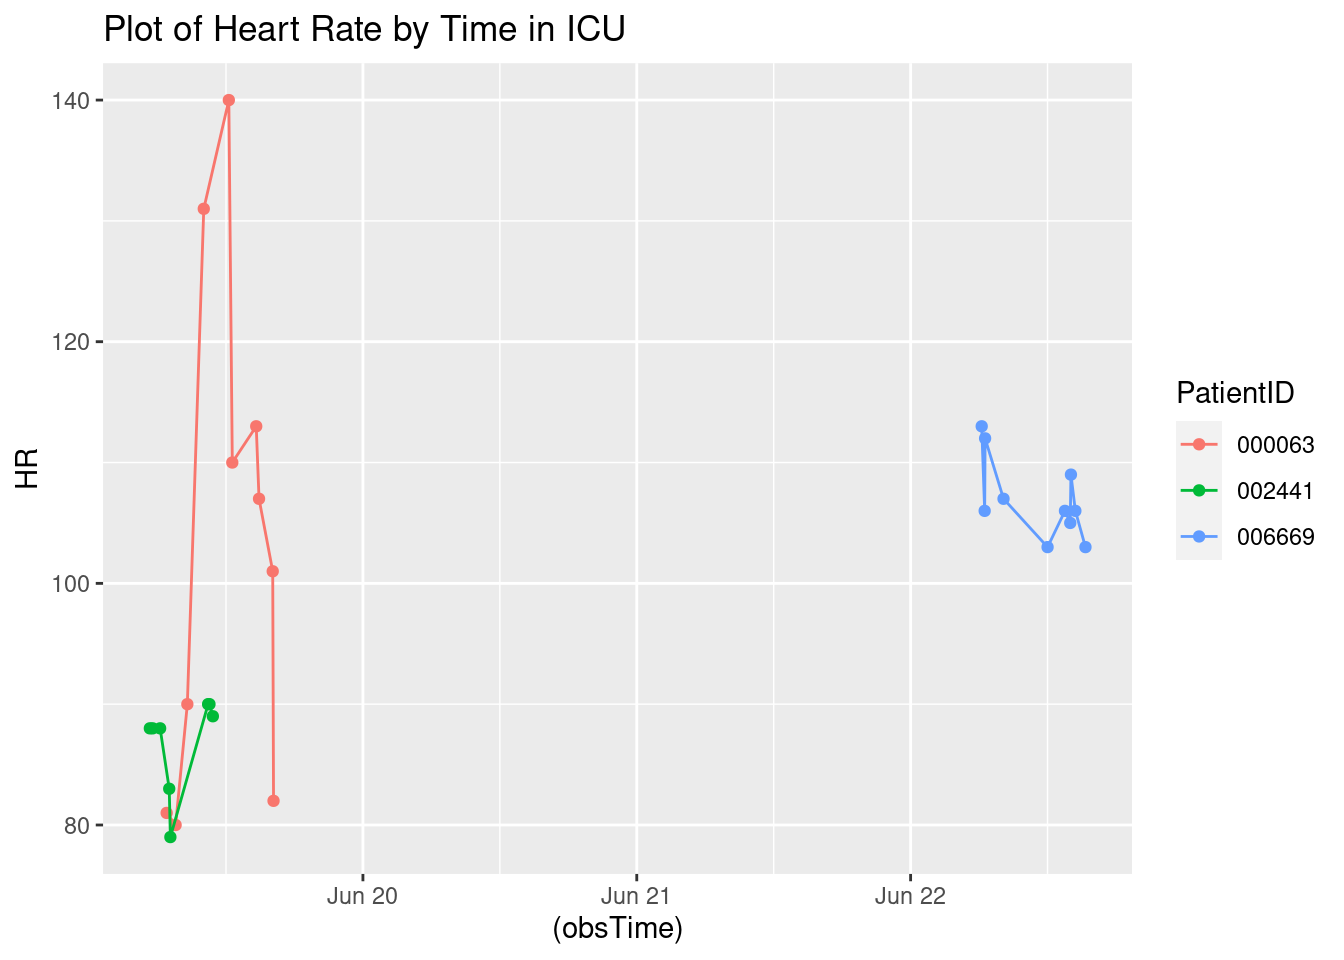 Plot of Heart Rate by Time in ICU
140
120
100
80
HR
Jun 20
Jun 21
Jun 22
(obsTime)
PatientID
000063
002441
006669